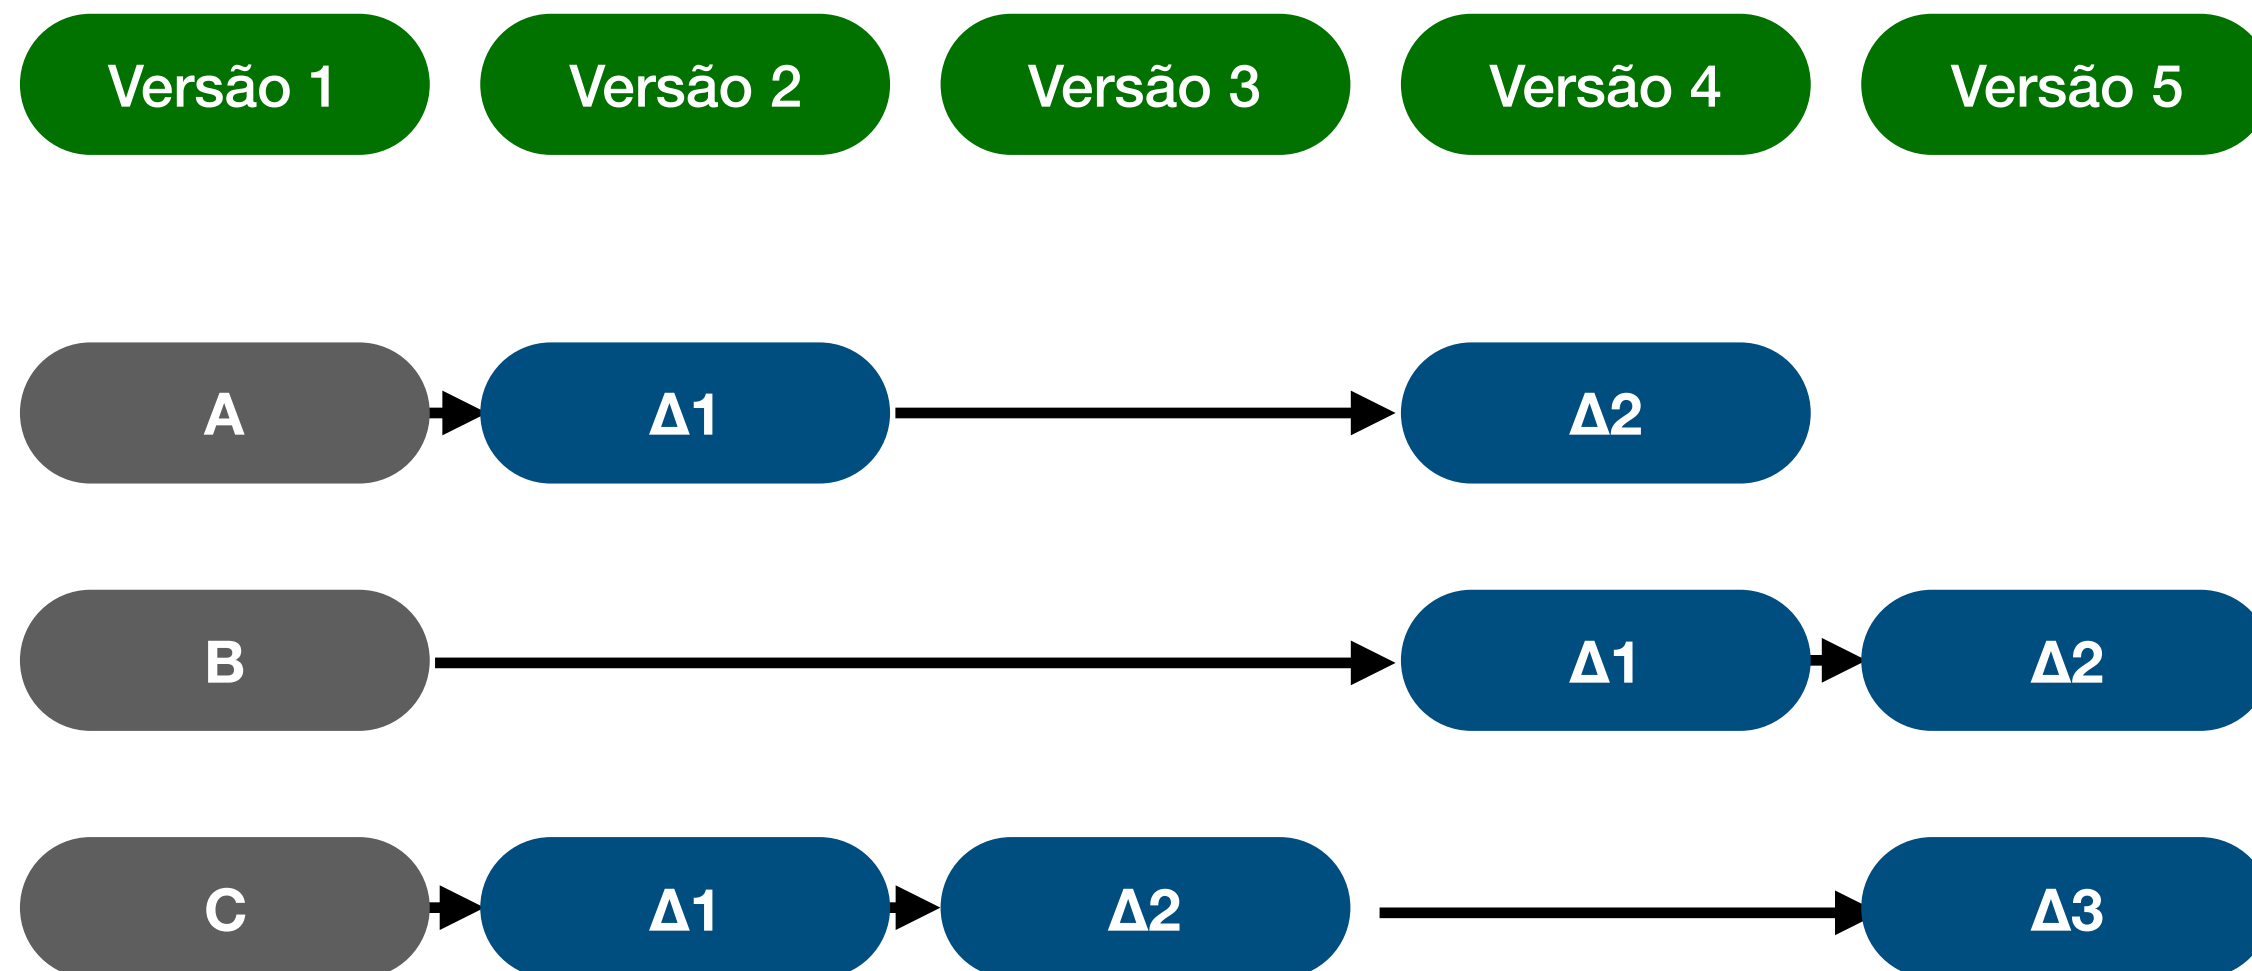 Versão 1 Versão 2 Versão 3 Versão 4 Versão 5
A Δ1 Δ2
B Δ1 Δ2
C Δ1 Δ2 Δ3